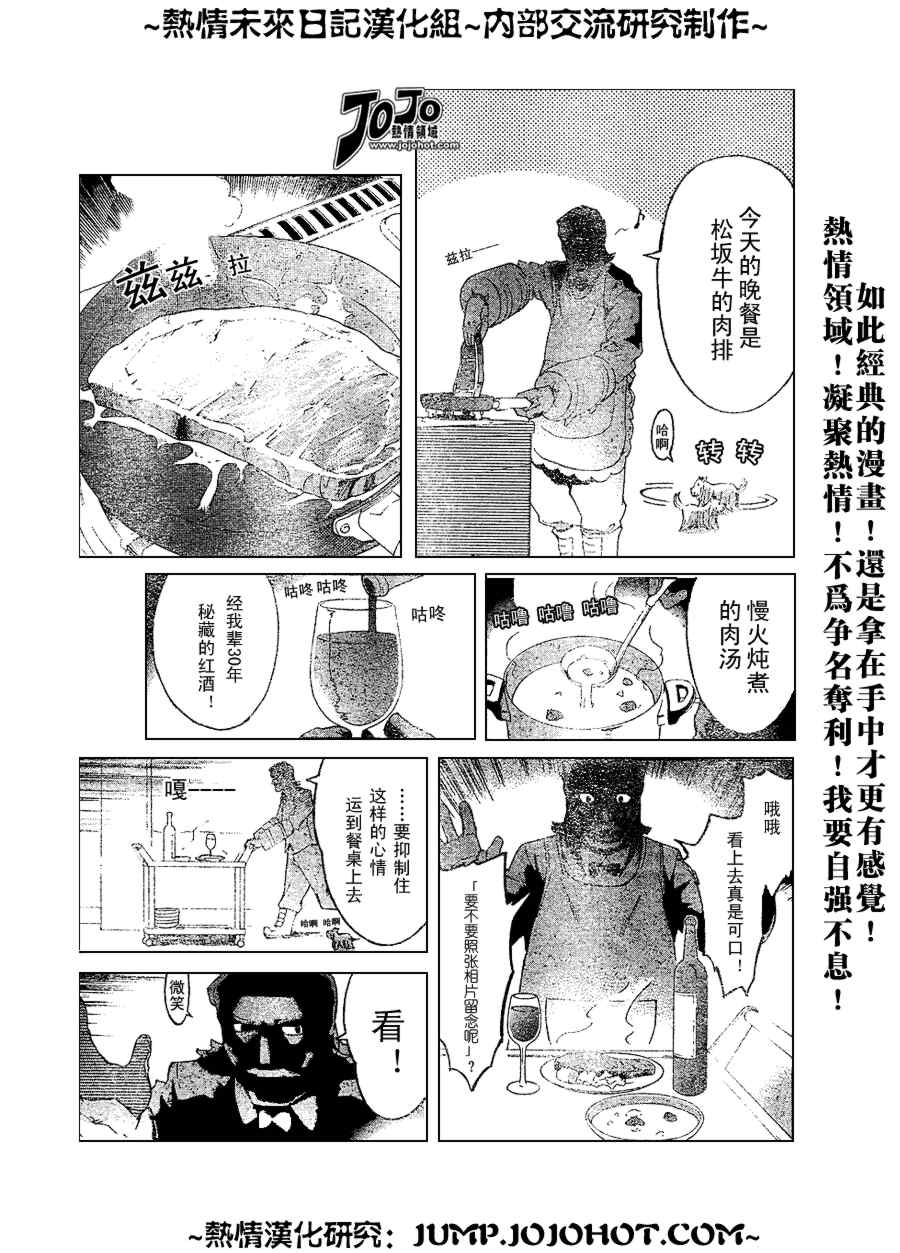 ~熱情未來日記漢化組~內部交流研究制作~
JOJO
熱情領域
www.jojohot.com
今天的晚餐是
松坂牛的肉排
兹拉——
哈啊
转 转
兹兹 拉
慢火炖煮
的肉汤
咕噜 咕噜 咕噜
咕咚 咕咚
咕咚
经我辈30年
秘藏的红酒！
哦哦
看上去真是可口！
「要不要照张相片留念呢」？
……要抑制住
这样的心情
运到餐桌上去
嘎----
哈啊 哈啊
看！
微笑
如此經典的漫畫！還是拿在手中才更有感覺！
熱情領域！凝聚熱情！不爲争名奪利！我要自强不息！
~熱情漢化研究：JUMP.JOJOHOT.COM~